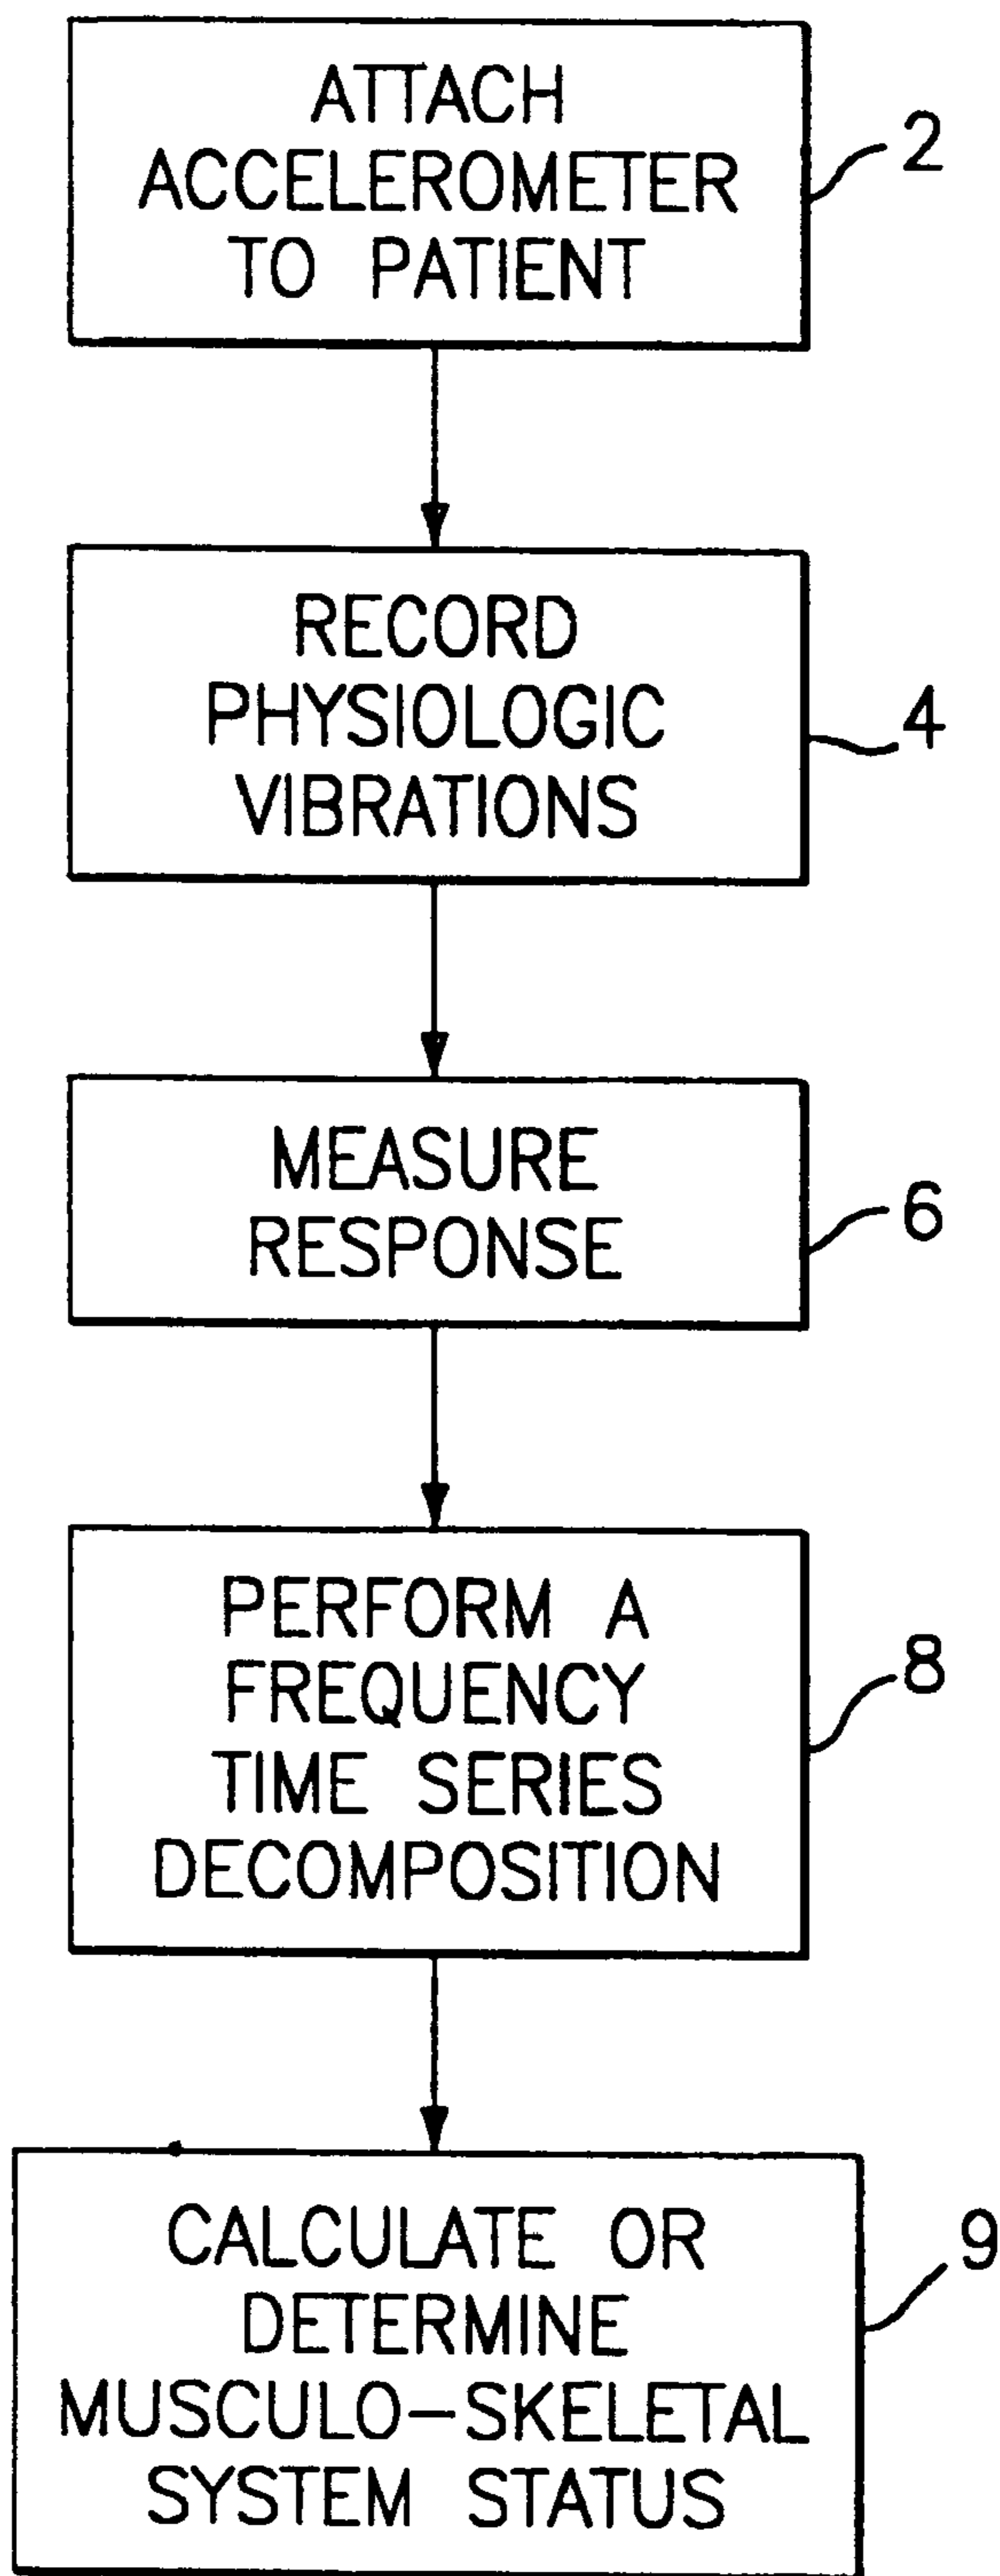 ATTACH
ACCELEROMETER
TO PATIENT
2
RECORD
PHYSIOLOGIC
VIBRATIONS
4
MEASURE
RESPONSE
6
PERFORM A
FREQUENCY
TIME SERIES
DECOMPOSITION
8
CALCULATE OR
DETERMINE
MUSCULO-SKELETAL
SYSTEM STATUS
9